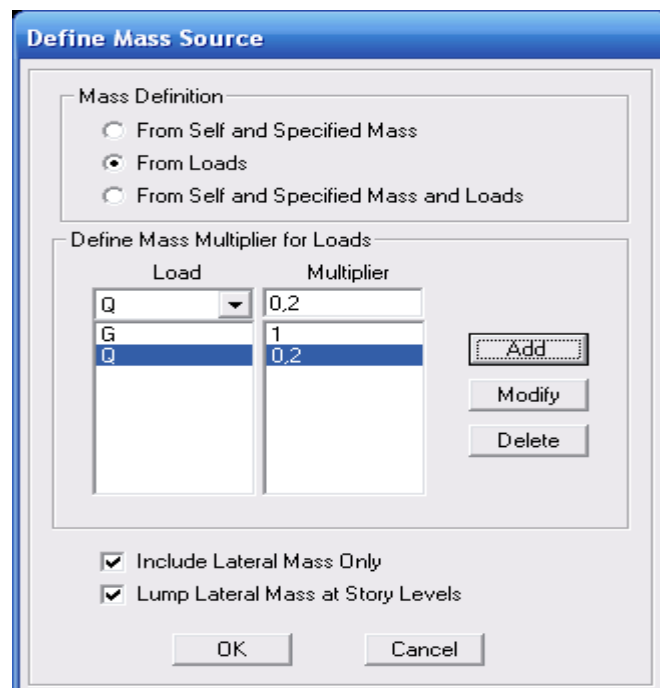 Define Mass Source
Mass Definition
From Self and Specified Mass
From Loads
From Self and Specified Mass and Loads
Define Mass Multiplier for Loads
Load Multiplier
Q 0,2
G 1
Q 0,2
Add
Modify
Delete
Include Lateral Mass Only
Lump Lateral Mass at Story Levels
OK Cancel